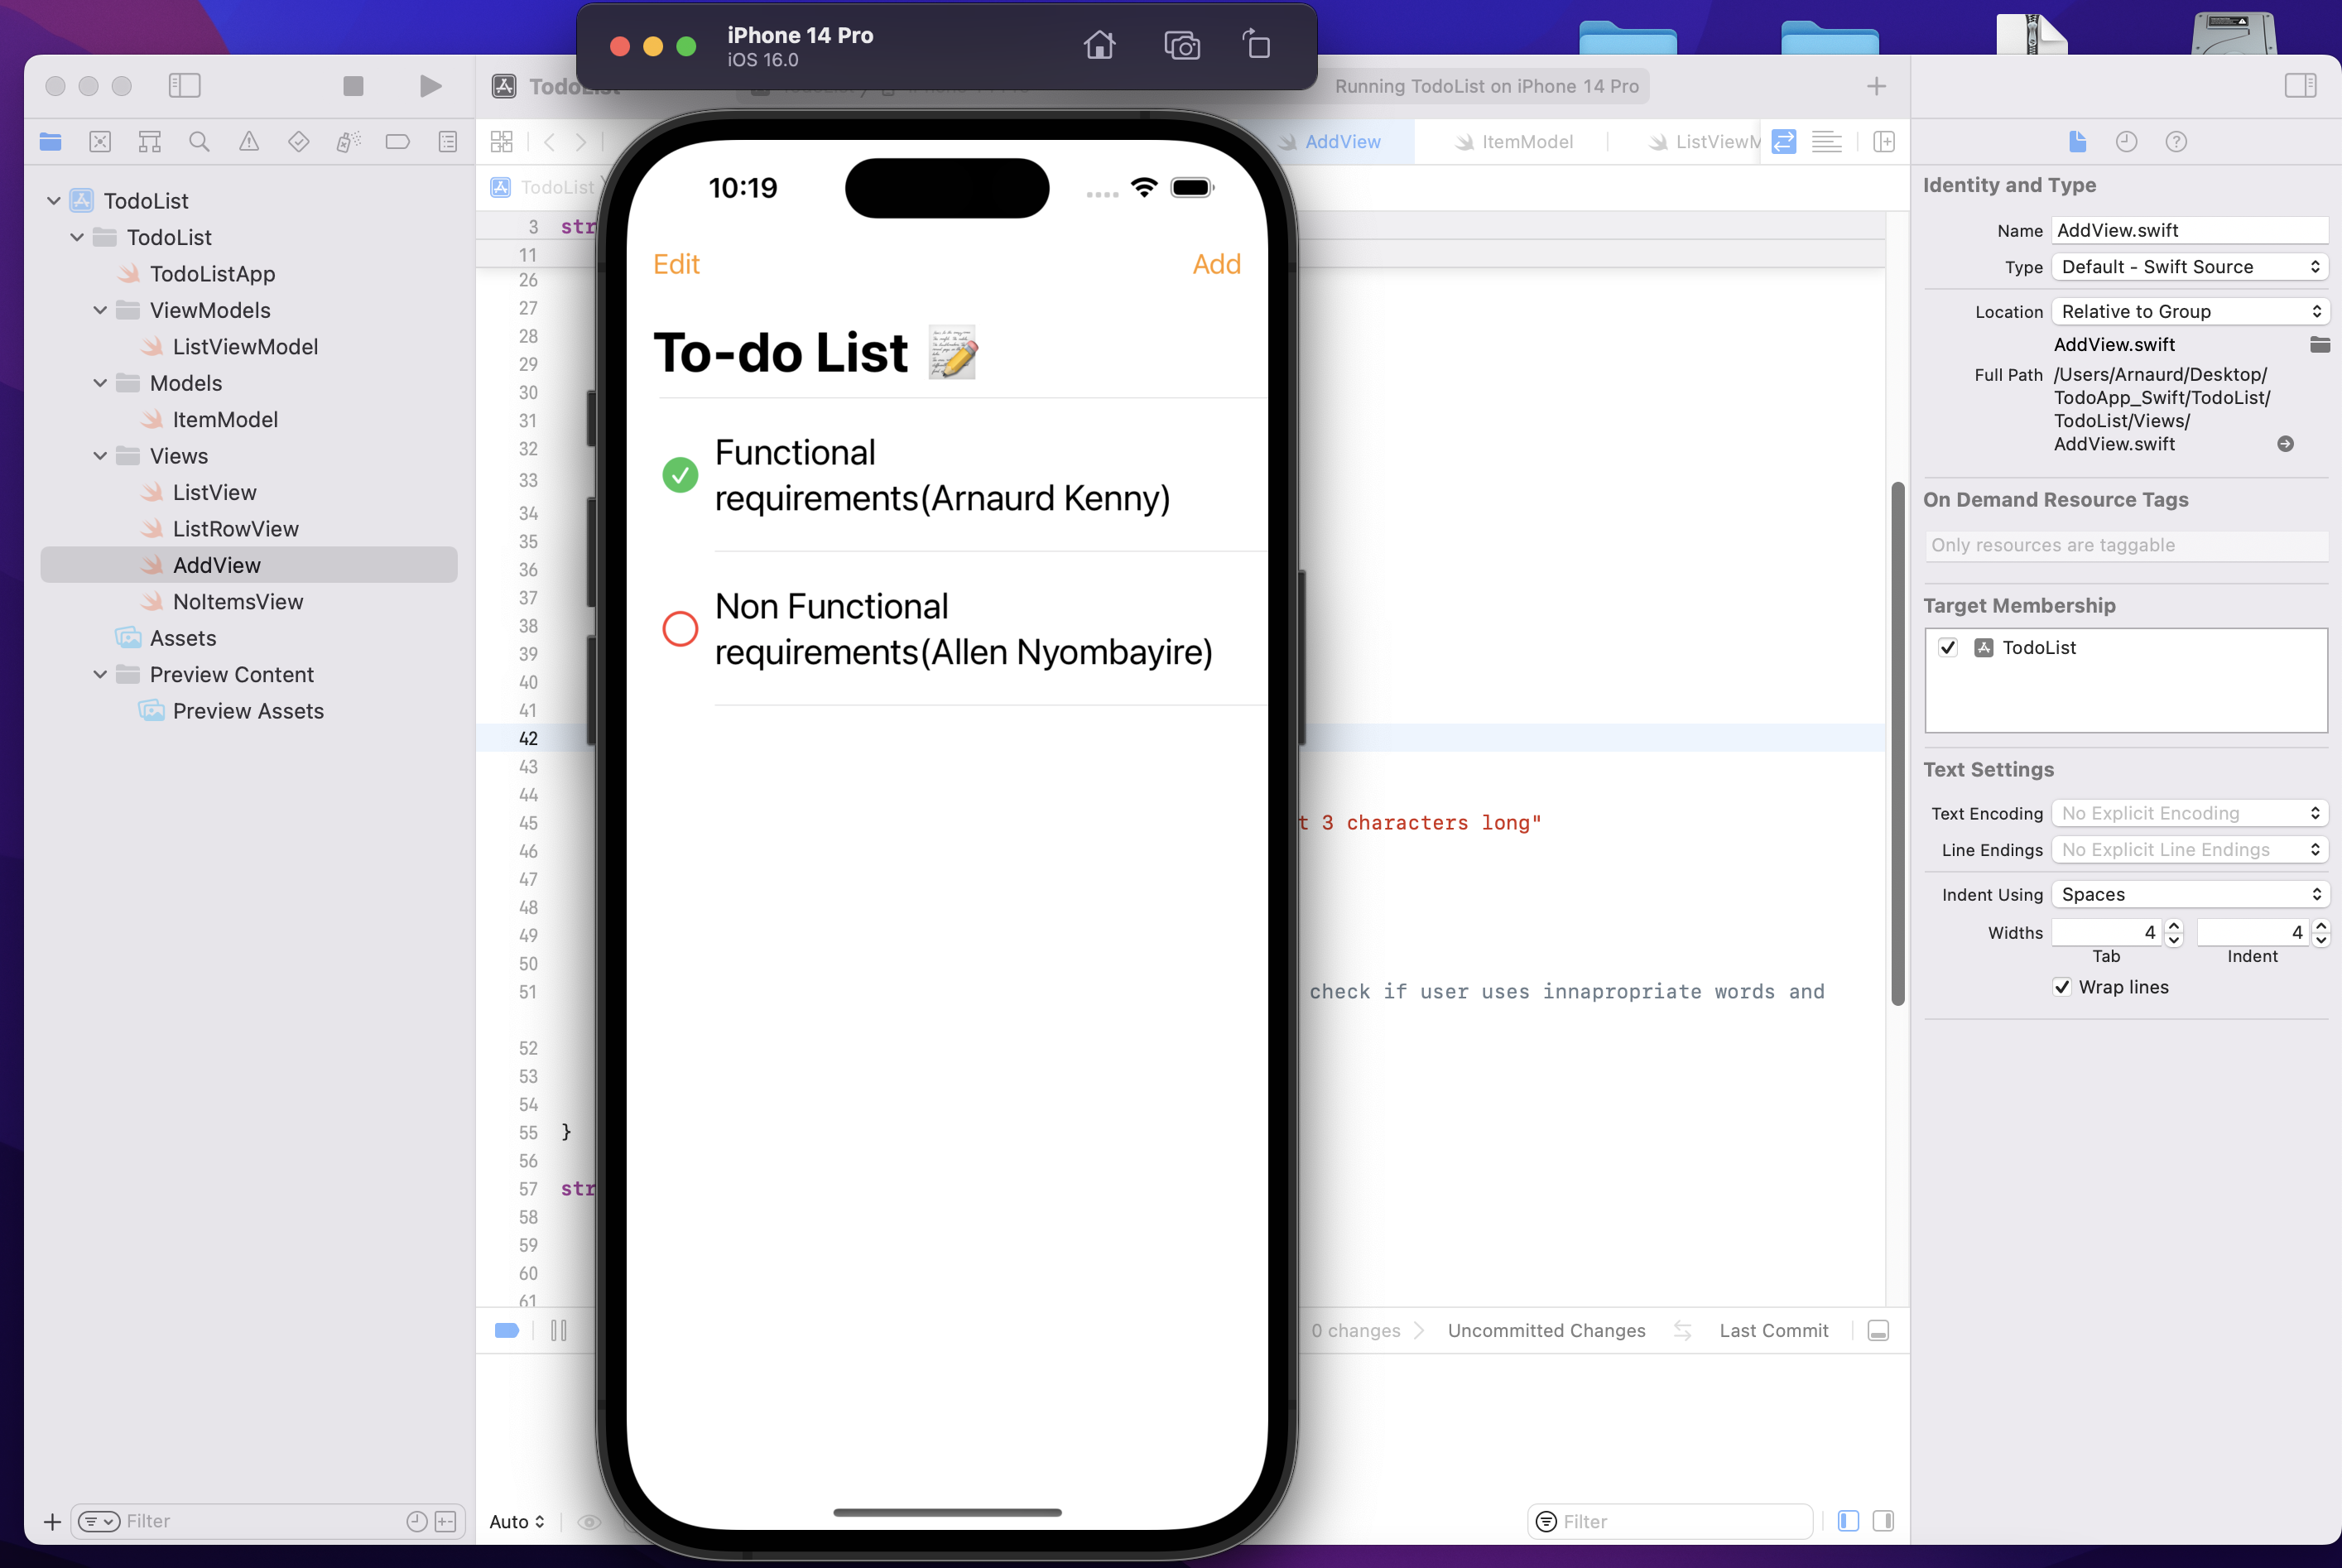 iPhone 14 Pro
iOS 16.0
TodoList
Running TodoList on iPhone 14 Pro
AddView
ItemModel
ListViewM
TodoList
TodoList
TodoList
TodoListApp
ViewModels
ListViewModel
Models
ItemModel
Views
ListView
ListRowView
AddView
NoItemsView
Assets
Preview Content
Preview Assets
Filter
3 str
11
26
27
28
29
30
31
32
33
34
35
36
37
38
39
40
41
42
43
44
45 t 3 characters long"
46
47
48
49
50
51 check if user uses innapropriate words and
52
53
54
55 }
56
57 str
58
59
60
61
10:19
Edit
Add
To-do List
Functional
requirements(Arnaurd Kenny)
Non Functional
requirements(Allen Nyombayire)
0 changes
Uncommitted Changes
Last Commit
Auto
Filter
Identity and Type
Name AddView.swift
Type Default - Swift Source
Location Relative to Group
AddView.swift
Full Path /Users/Arnaurd/Desktop/
TodoApp_Swift/TodoList/
TodoList/Views/
AddView.swift
On Demand Resource Tags
Only resources are taggable
Target Membership
TodoList
Text Settings
Text Encoding No Explicit Encoding
Line Endings No Explicit Line Endings
Indent Using Spaces
Widths 4 4
Tab Indent
Wrap lines